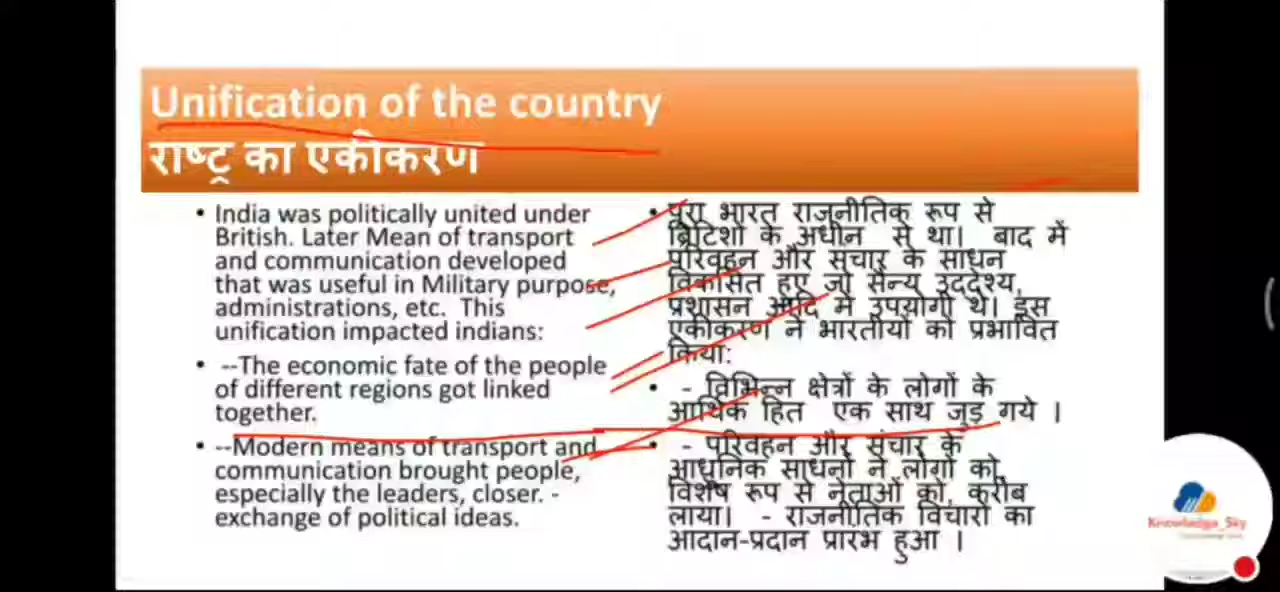 Unification of the country
राष्ट्र का एकीकरण
• India was politically united under
British. Later Mean of transport
and communication developed
that was useful in Military purpose,
administrations, etc. This
unification impacted indians:
• --The economic fate of the people
of different regions got linked
together.
• --Modern means of transport and
communication brought people,
especially the leaders, closer. -
exchange of political ideas.
• पूरा भारत राजनीतिक रूप से
ब्रिटिशों के अधीन से था। बाद में
परिवहन और संचार के साधन
विकसित हुए जो सैन्य उद्देश्य,
प्रशासन आदि में उपयोगी थे। इस
एकीकरण ने भारतीयों को प्रभावित
किया:
• - विभिन्न क्षेत्रों के लोगों के
आर्थिक हित एक साथ जुड़ गये ।
• - परिवहन और संचार के
आधुनिक साधनों ने लोगों को,
विशेष रूप से नेताओं को, करीब
लाया। - राजनीतिक विचारों का
आदान-प्रदान प्रारंभ हुआ ।
Knowledge_Sky